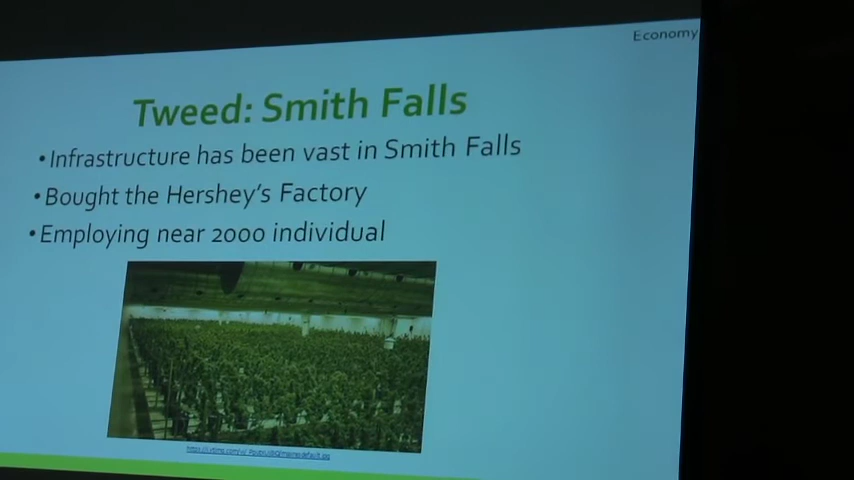 Economy
Tweed: Smith Falls
• Infrastructure has been vast in Smith Falls
• Bought the Hershey's Factory
• Employing near 2000 individual